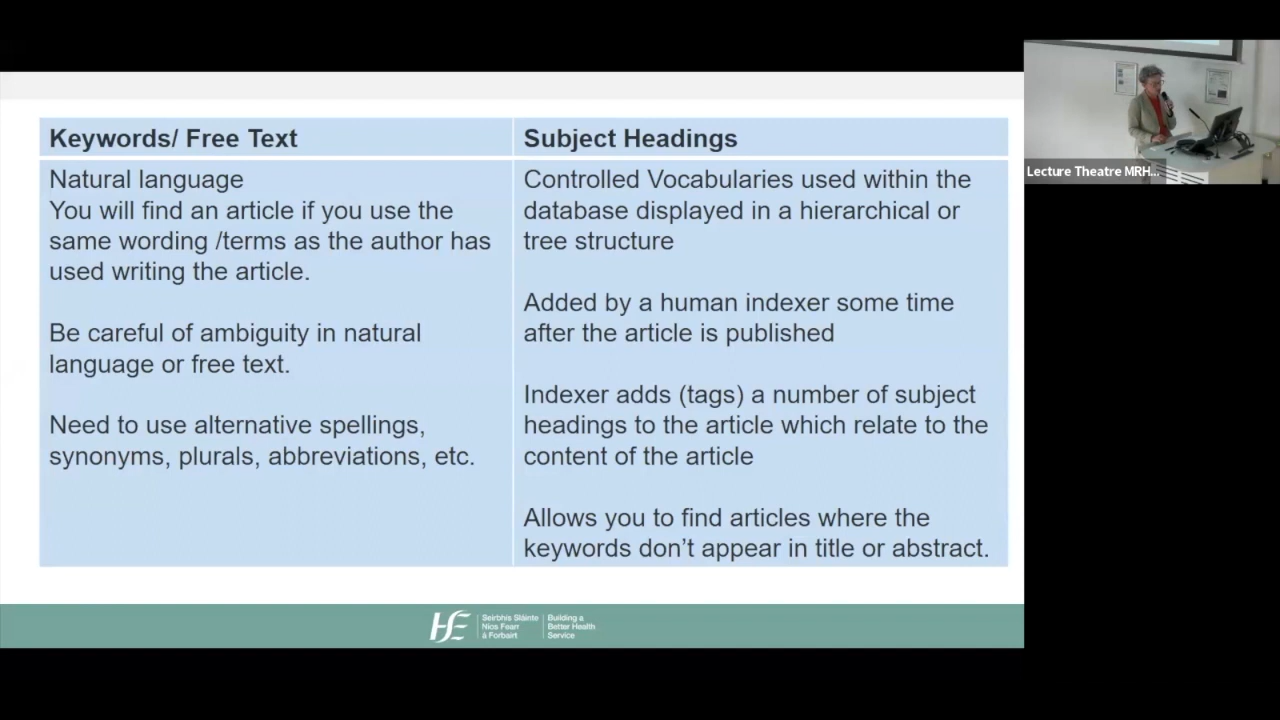 Keywords/ Free Text
Natural language
You will find an article if you use the
same wording /terms as the author has
used writing the article.
Be careful of ambiguity in natural
language or free text.
Need to use alternative spellings,
synonyms, plurals, abbreviations, etc.
Subject Headings
Controlled Vocabularies used within the
database displayed in a hierarchical or
tree structure
Added by a human indexer some time
after the article is published
Indexer adds (tags) a number of subject
headings to the article which relate to the
content of the article
Allows you to find articles where the
keywords don't appear in title or abstract.
HSE
Seirbhís Sláinte
Níos Fearr
á Forbairt
Building a
Better Health
Service
Lecture Theatre MRH...